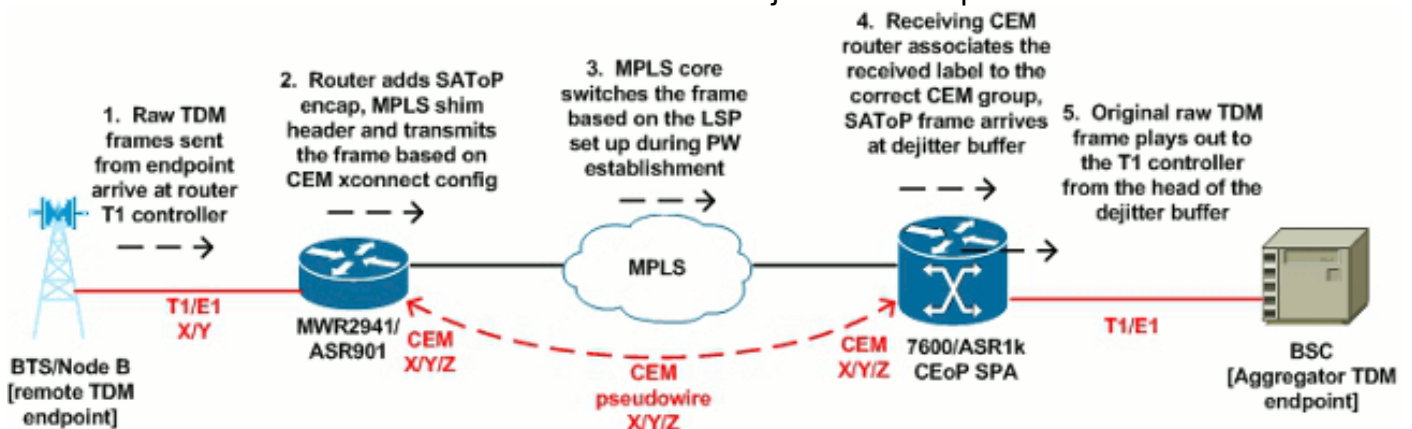 1. Raw TDM
frames sent
from endpoint
arrive at router
T1 controller
2. Router adds SAToP
encap, MPLS shim
header and transmits
the frame based on
CEM xconnect config
3. MPLS core
switches the frame
based on the LSP
set up during PW
establishment
4. Receiving CEM
router associates the
received label to the
correct CEM group,
SAToP frame arrives
at dejitter buffer
5. Original raw TDM
frame plays out to
the T1 controller
from the head of the
dejitter buffer
T1/E1
X/Y
BTS/Node B
[remote TDM
endpoint]
MWR2941/
ASR901
CEM
X/Y/Z
MPLS
CEM
pseudowire
X/Y/Z
CEM
X/Y/Z
7600/ASR1k
CEoP SPA
T1/E1
BSC
[Aggregator TDM
endpoint]